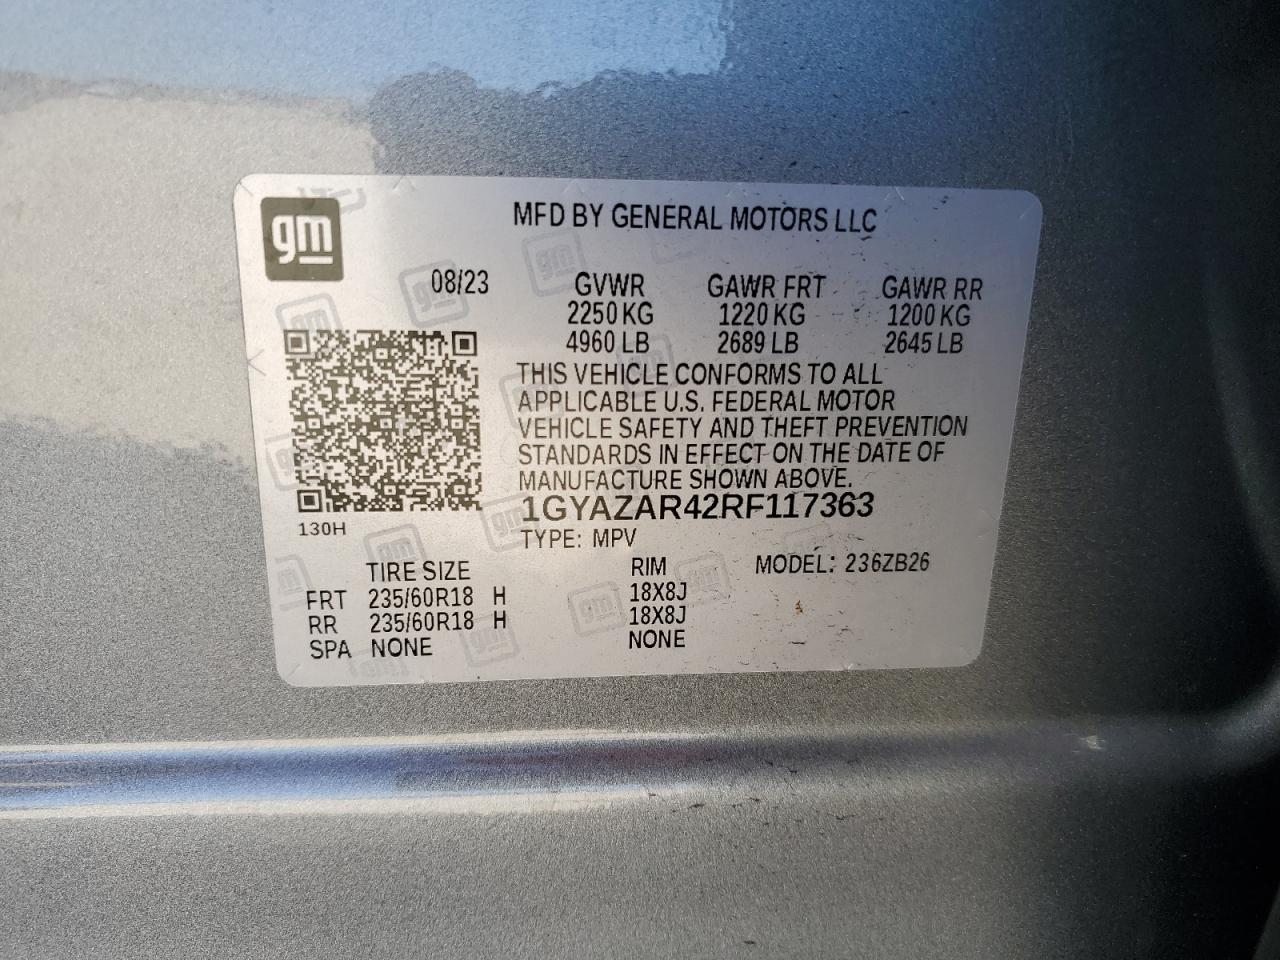 gm
MFD BY GENERAL MOTORS LLC
08/23 GVWR GAWR FRT GAWR RR
2250 KG 1220 KG 1200 KG
4960 LB 2689 LB 2645 LB
THIS VEHICLE CONFORMS TO ALL
APPLICABLE U.S. FEDERAL MOTOR
VEHICLE SAFETY AND THEFT PREVENTION
STANDARDS IN EFFECT ON THE DATE OF
MANUFACTURE SHOWN ABOVE.
1GYAZAR42RF117363
130H
TYPE: MPV
TIRE SIZE RIM MODEL: 236ZB26
FRT 235/60R18 H 18X8J
RR 235/60R18 H 18X8J
SPA NONE NONE